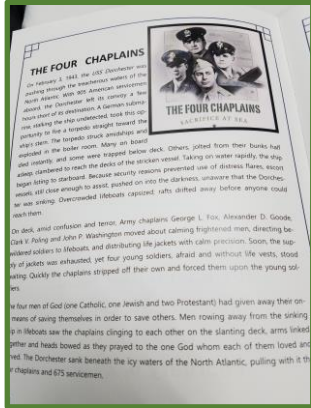 THE FOUR CHAPLAINS
On February 3, 1943, the USS Dorchester was
pushing through the treacherous waters of the
North Atlantic. With 905 American servicemen
aboard, the Dorchester left its convoy a few
hours short of its destination. A German subma-
rine, stalking the ship undetected, took this op-
portunity to fire a torpedo straight toward the
ship's stern. The torpedo struck amidships and
exploded in the boiler room. Many on board
died instantly, and some were trapped below deck. Others, jolted from their bunks half
asleep, clambered to reach the decks of the stricken vessel. Taking on water rapidly, the ship
began listing to starboard. Because security reasons prevented use of distress flares, escort
vessels, still close enough to assist, pushed on into the darkness, unaware that the Dorches-
ter was sinking. Overcrowded lifeboats capsized; rafts drifted away before anyone could
reach them.
THE FOUR CHAPLAINS
SACRIFICE AT SEA
On deck, amid confusion and terror, Army chaplains George L. Fox, Alexander D. Goode,
Clark V. Poling and John P. Washington moved about calming frightened men, directing be-
wildered soldiers to lifeboats, and distributing life jackets with calm precision. Soon, the sup-
ly of jackets was exhausted, yet four young soldiers, afraid and without life vests, stood
aiting. Quickly the chaplains stripped off their own and forced them upon the young sol-
iers.
he four men of God (one Catholic, one Jewish and two Protestant) had given away their on-
means of saving themselves in order to save others. Men rowing away from the sinking
ip in lifeboats saw the chaplains clinging to each other on the slanting deck, arms linked
gether and heads bowed as they prayed to the one God whom each of them loved and
ved. The Dorchester sank beneath the icy waters of the North Atlantic, pulling with it th
r chaplains and 675 servicemen.